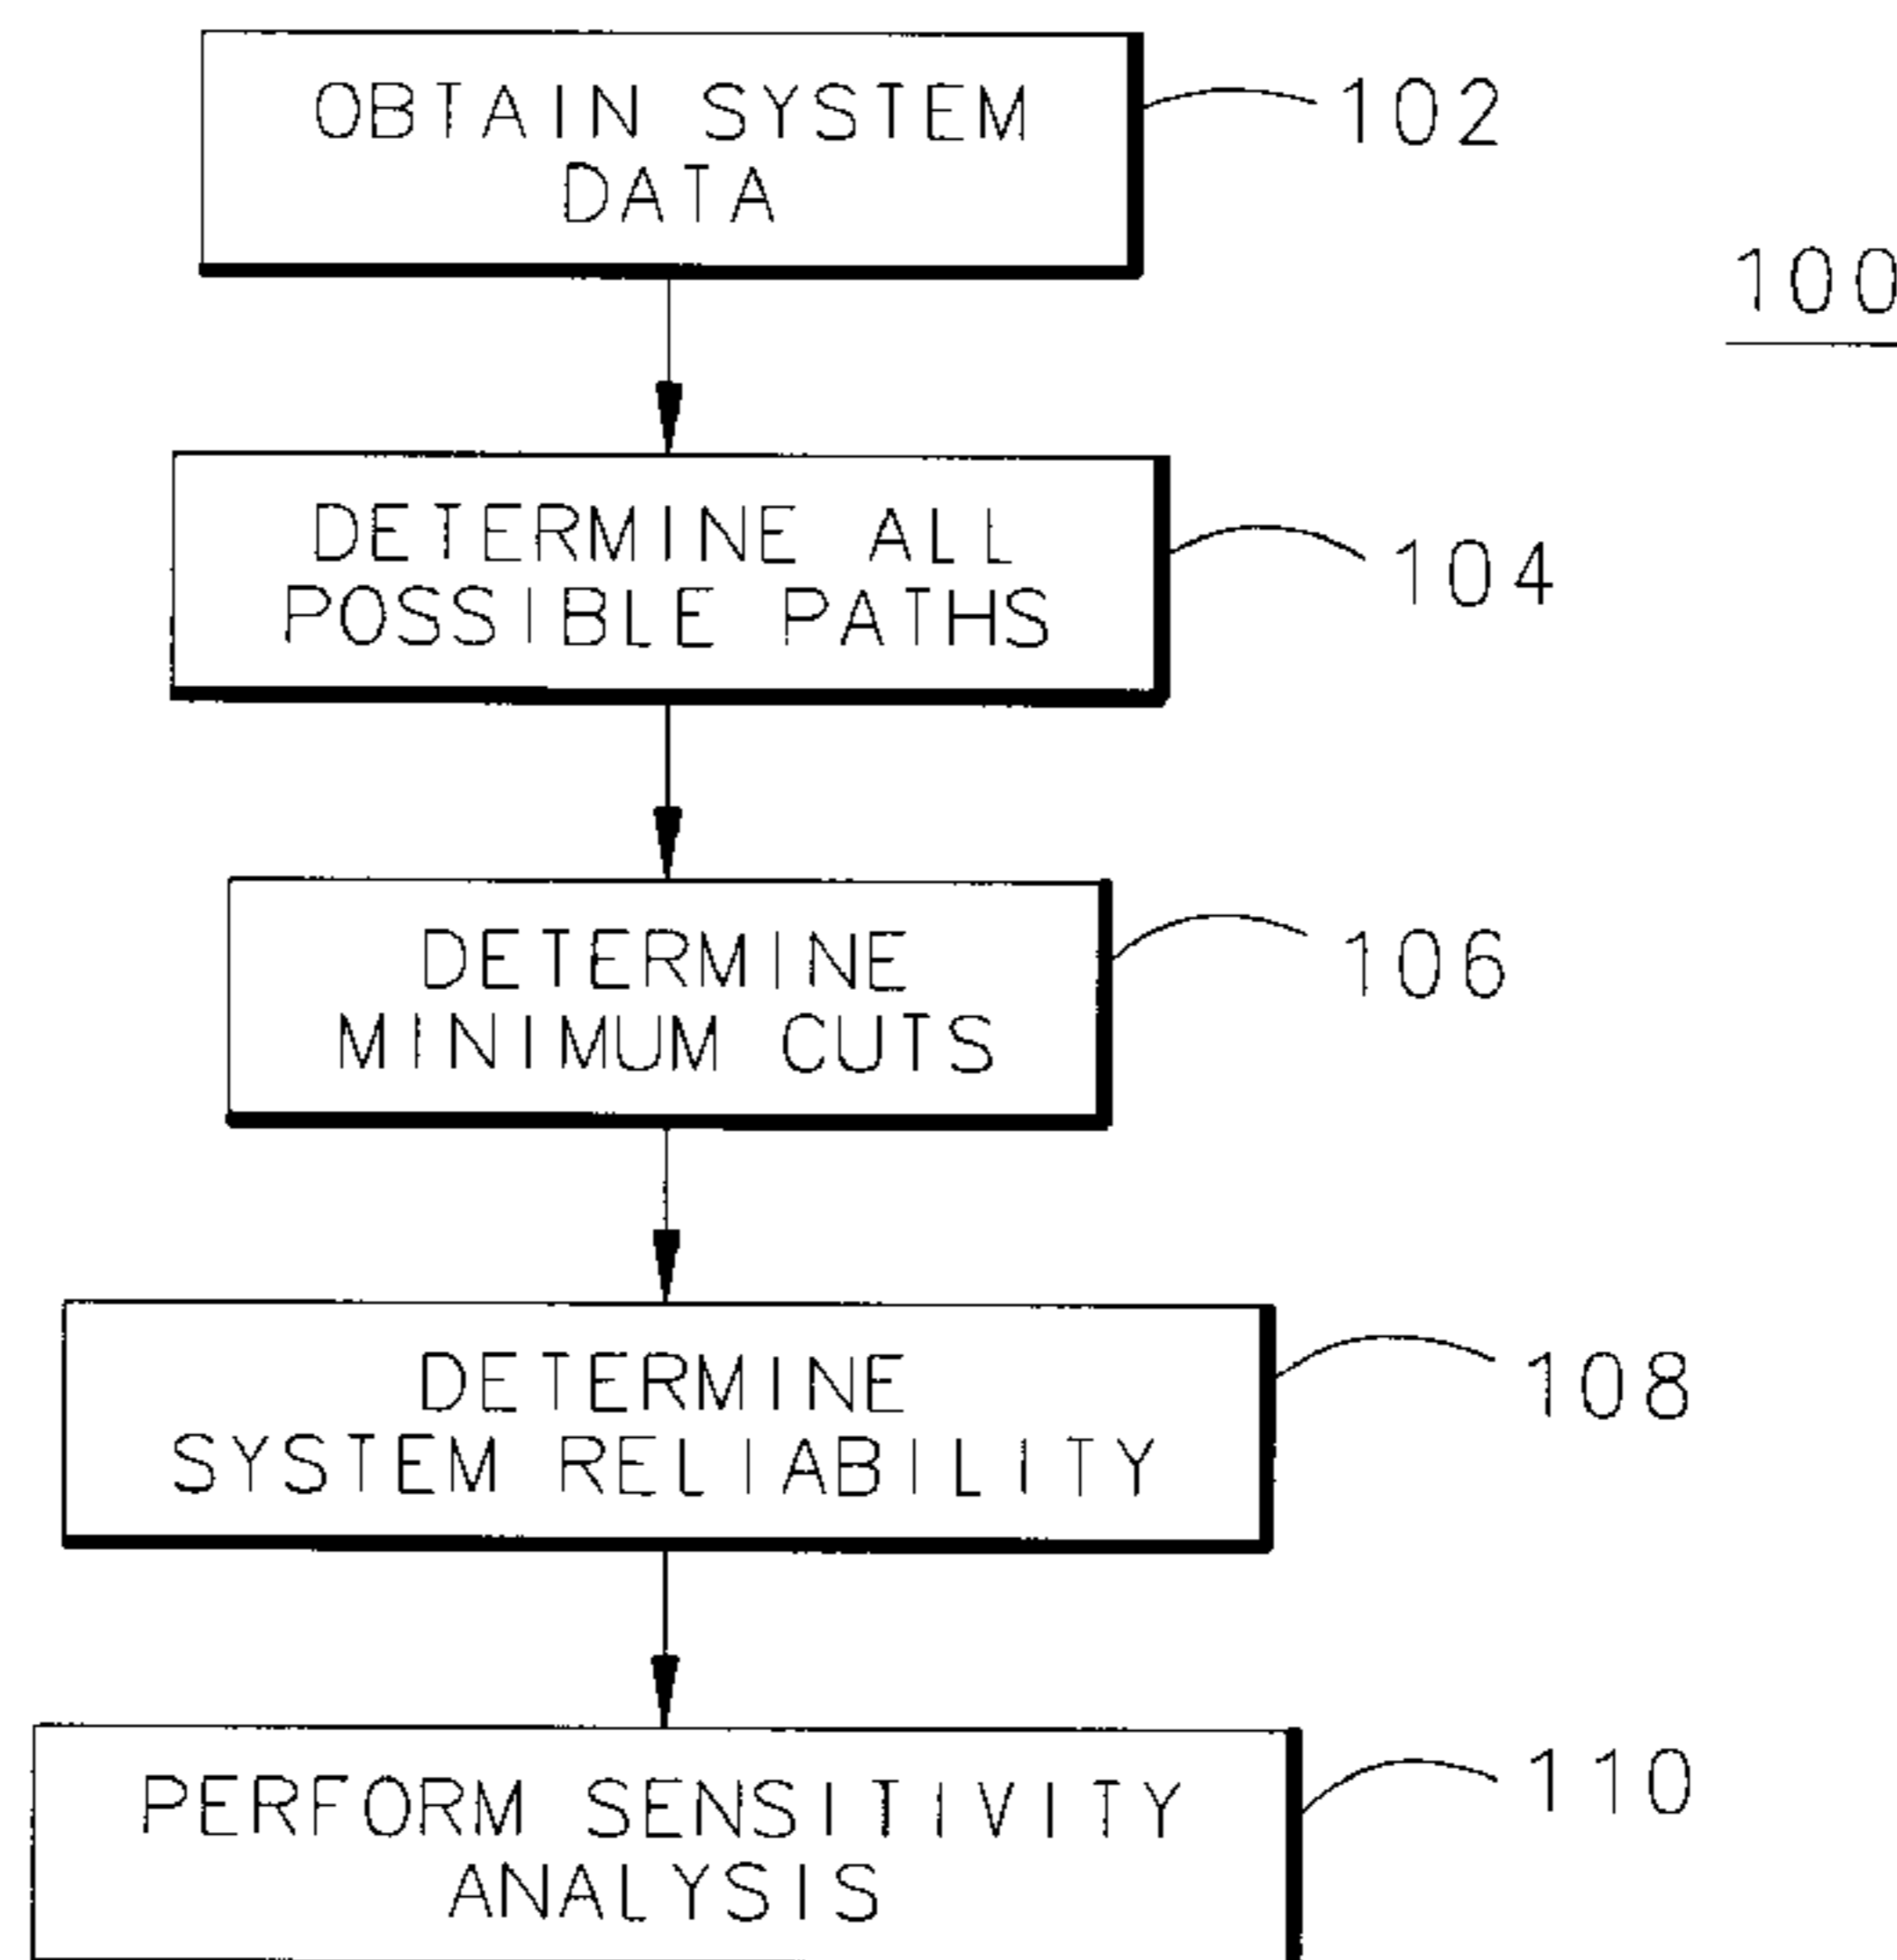 OBTAIN SYSTEM
DATA
102
100
DETERMINE ALL
POSSIBLE PATHS
104
DETERMINE
MINIMUM CUTS
106
DETERMINE
SYSTEM RELIABILITY
108
PERFORM SENSITIVITY
ANALYSIS
110